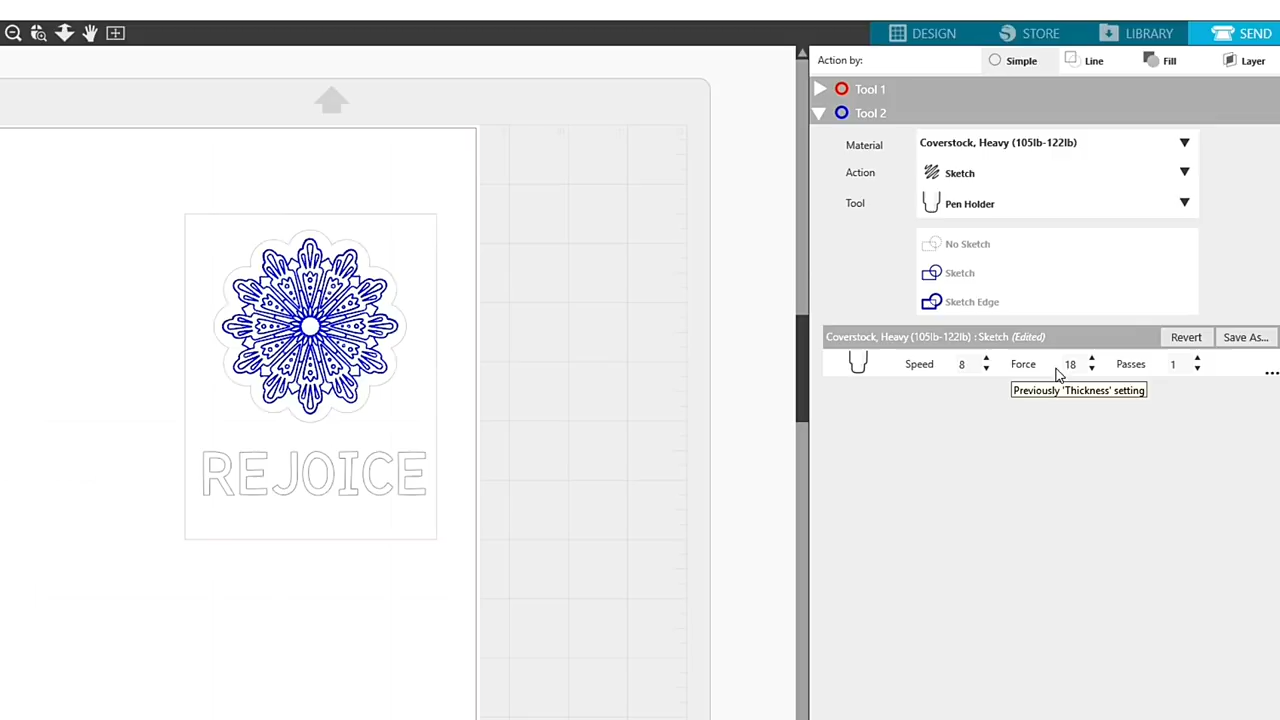 DESIGN STORE LIBRARY SEND
Action by: Simple Line Fill Layer
Tool 1
Tool 2
Material Coverstock, Heavy (105lb-122lb)
Action Sketch
Tool Pen Holder
No Sketch
Sketch
Sketch Edge
Coverstock, Heavy (105lb-122lb) : Sketch (Edited) Revert Save As...
Speed 8 Force 18 Passes 1 ...
Previously 'Thickness' setting
REJOICE